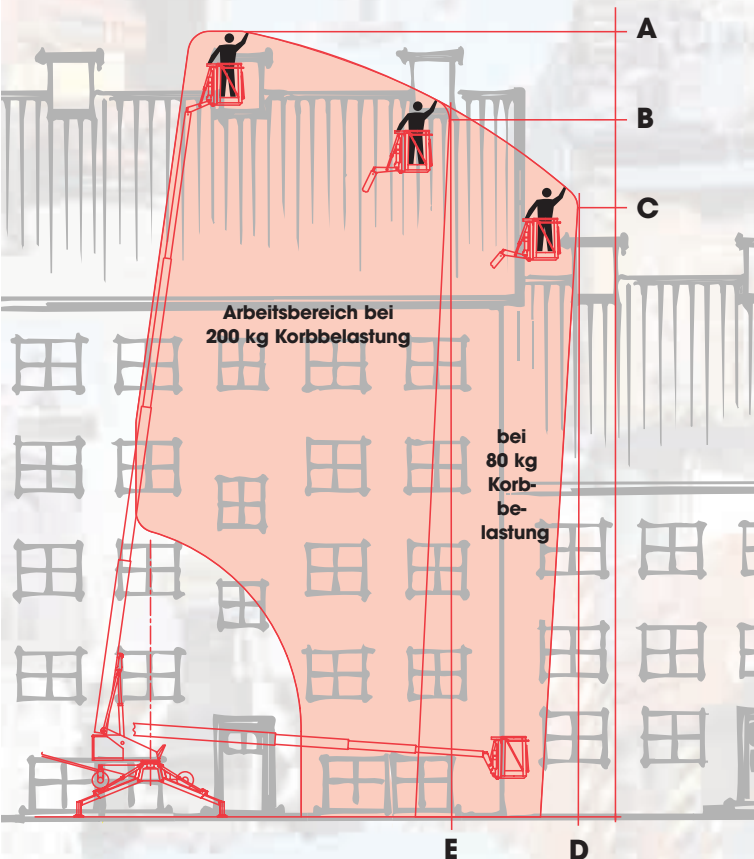 A
B
C
Arbeitsbereich bei
200 kg Korbbelastung
bei
80 kg
Korb-
be-
lastung
E
D